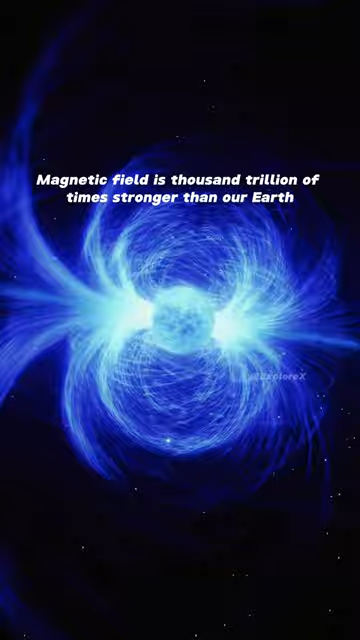 Magnetic field is thousand trillion of
times stronger than our Earth